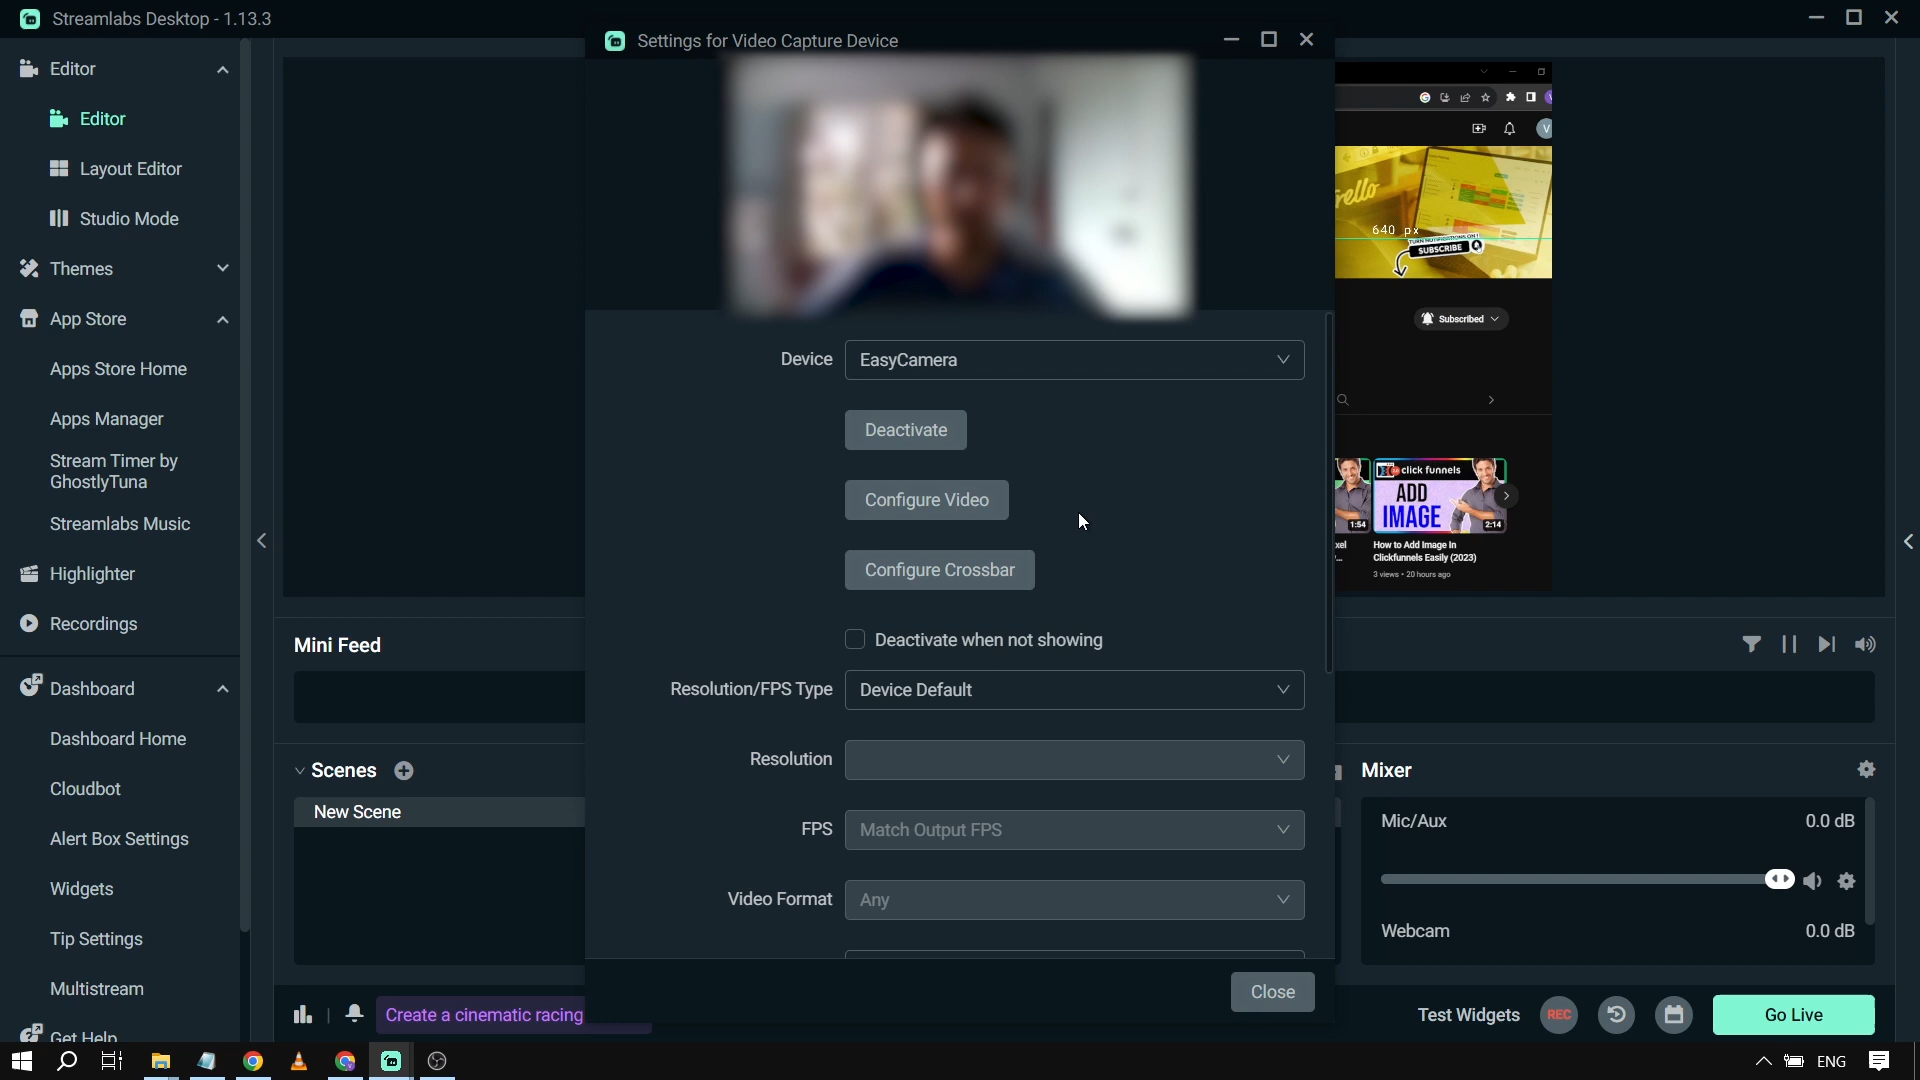 Streamlabs Desktop - 1.13.3
Editor
Editor
Layout Editor
Studio Mode
Themes
App Store
Apps Store Home
Apps Manager
Stream Timer by
GhostlyTuna
Streamlabs Music
Highlighter
Recordings
Dashboard
Dashboard Home
Cloudbot
Alert Box Settings
Widgets
Tip Settings
Multistream
Get Help
Settings for Video Capture Device
Device
EasyCamera
Deactivate
Configure Video
Configure Crossbar
Deactivate when not showing
Resolution/FPS Type
Device Default
Resolution
FPS
Match Output FPS
Video Format
Any
Close
V
640 px
TURN NOTIFICATIONS ON!
SUBSCRIBE
Subscribed
click funnels
ADD
IMAGE
1:54
2:14
How to Add Image In
Clickfunnels Easily (2023)
3 views • 20 hours ago
Mini Feed
Scenes
New Scene
Mixer
Mic/Aux
0.0 dB
Webcam
0.0 dB
Create a cinematic racing
Test Widgets
REC
Go Live
ENG